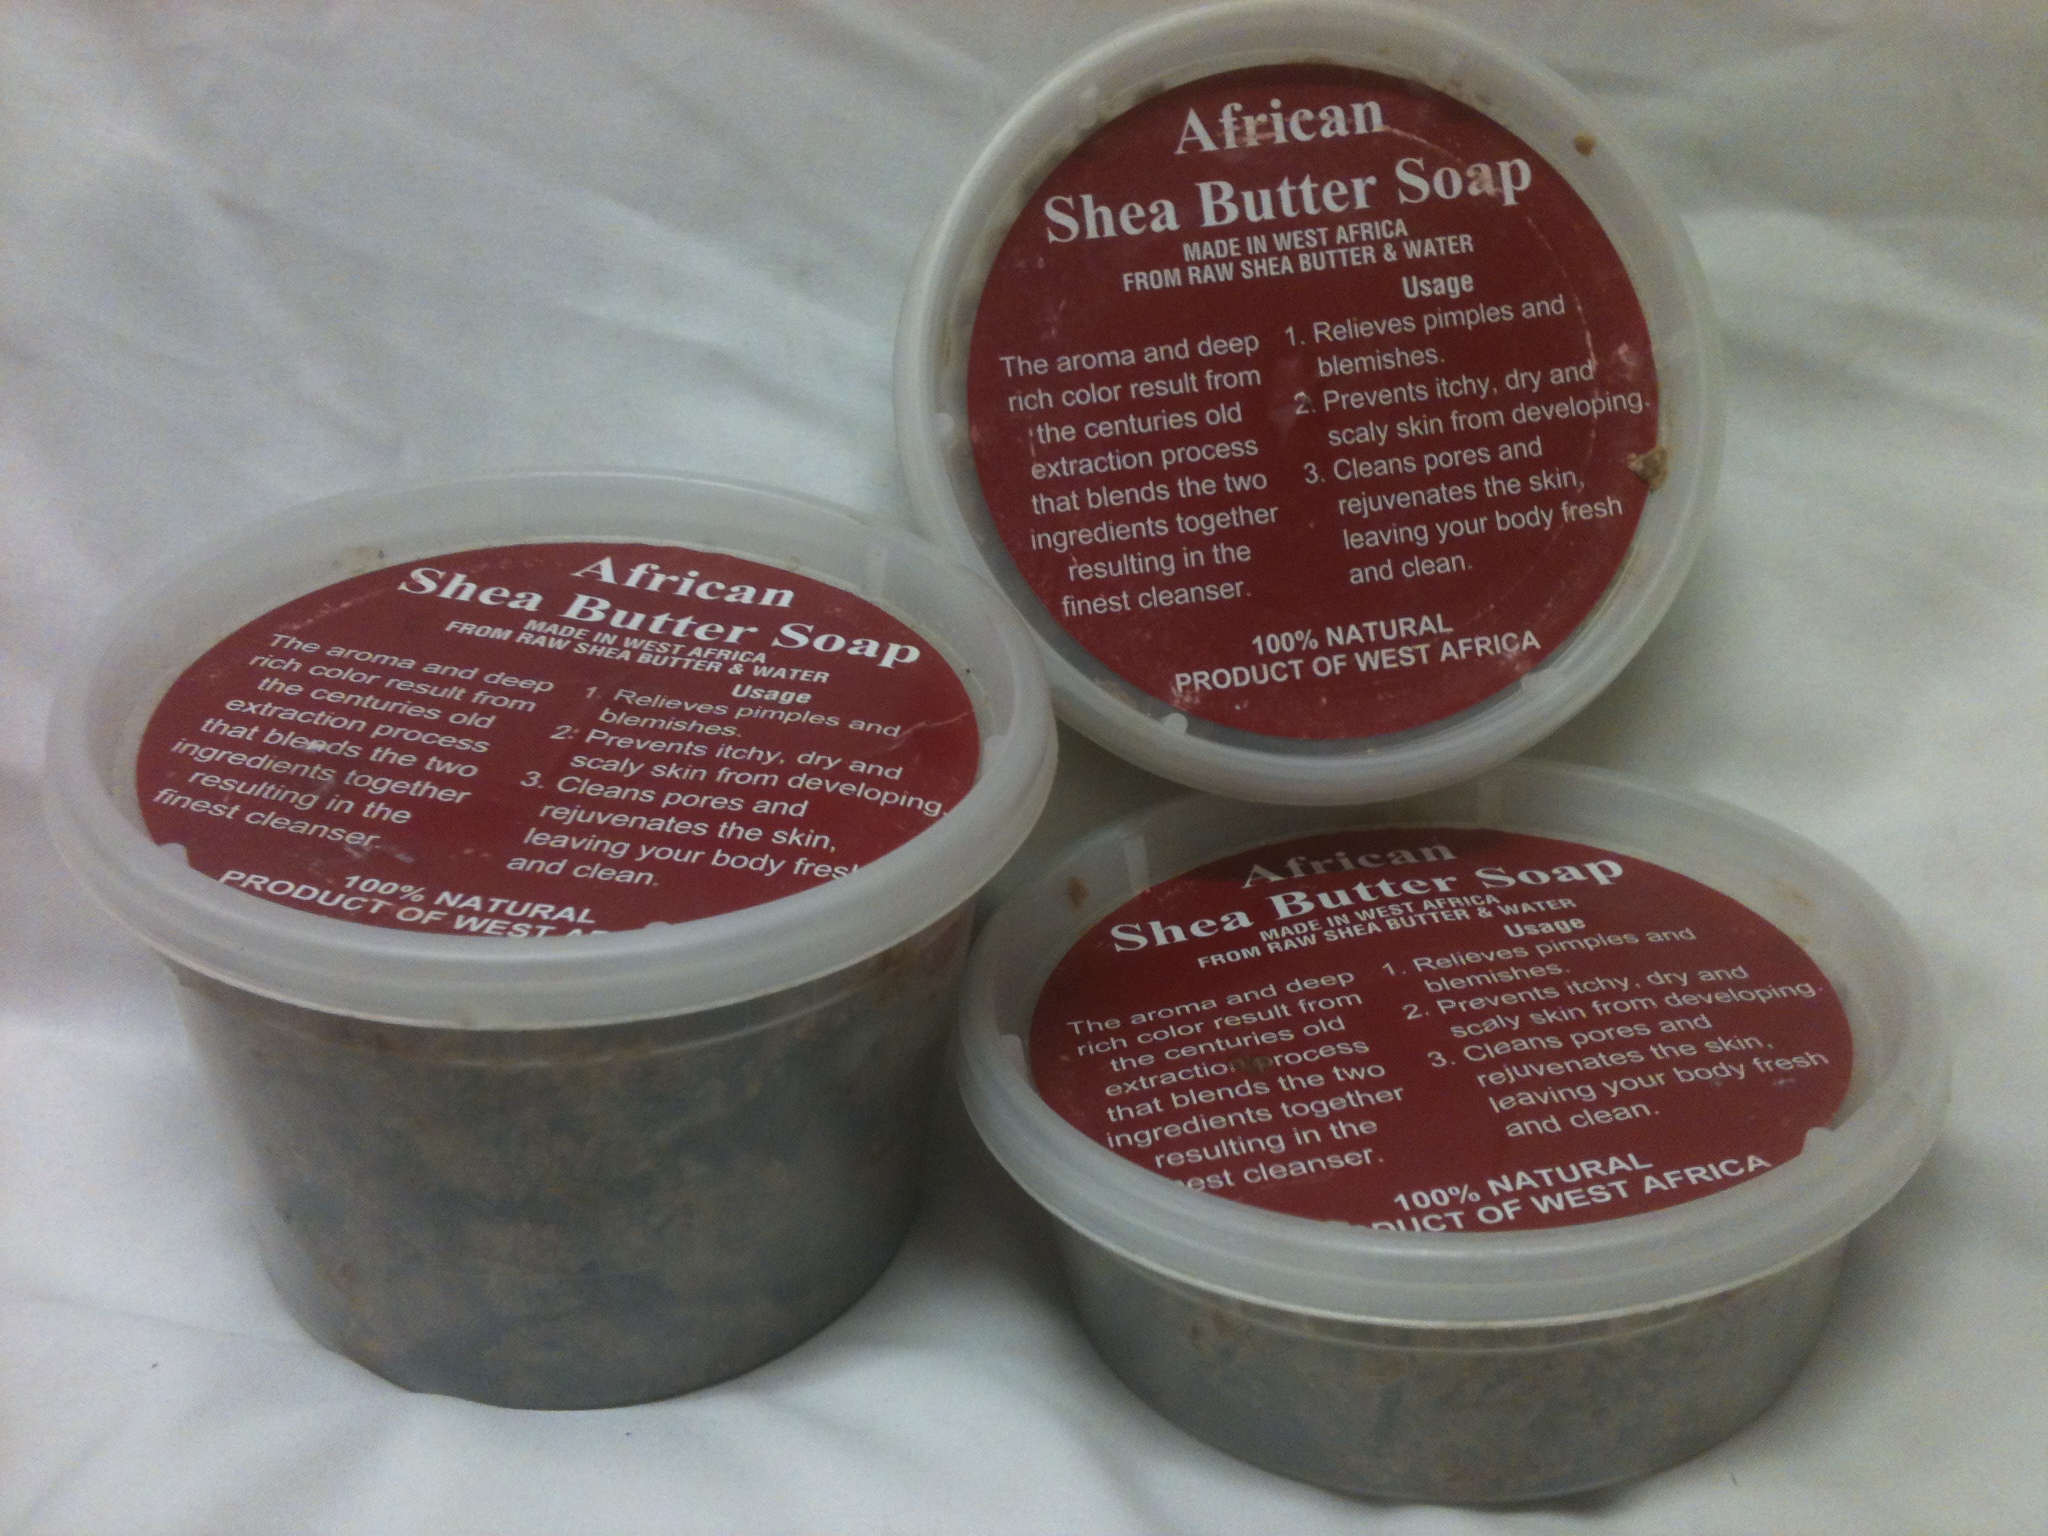 African
Shea Butter Soap
MADE IN WEST AFRICA
FROM RAW SHEA BUTTER & WATER
The aroma and deep
rich color result from
the centuries old
extraction process
that blends the two
ingredients together
resulting in the
finest cleanser.
Usage
1. Relieves pimples and
blemishes.
2. Prevents itchy, dry and
scaly skin from developing.
3. Cleans pores and
rejuvenates the skin,
leaving your body fresh
and clean.
100% NATURAL
PRODUCT OF WEST AFRICA
African
Shea Butter Soap
MADE IN WEST AFRICA
FROM RAW SHEA BUTTER & WATER
The aroma and deep
rich color result from
the centuries old
extraction process
that blends the two
ingredients together
resulting in the
finest cleanser.
Usage
1. Relieves pimples and
blemishes.
2. Prevents itchy, dry and
scaly skin from developing.
3. Cleans pores and
rejuvenates the skin,
leaving your body fresh
and clean.
100% NATURAL
PRODUCT OF WEST
African
Shea Butter Soap
MADE IN WEST AFRICA
FROM RAW SHEA BUTTER & WATER
The aroma and deep
rich color result from
the centuries old
extraction process
that blends the two
ingredients together
resulting in the
cleanser.
Usage
1. Relieves pimples and
blemishes.
2. Prevents itchy, dry and
scaly skin from developing.
3. Cleans pores and
rejuvenates the skin,
leaving your body fresh
and clean.
100% NATURAL
OF WEST AFRICA